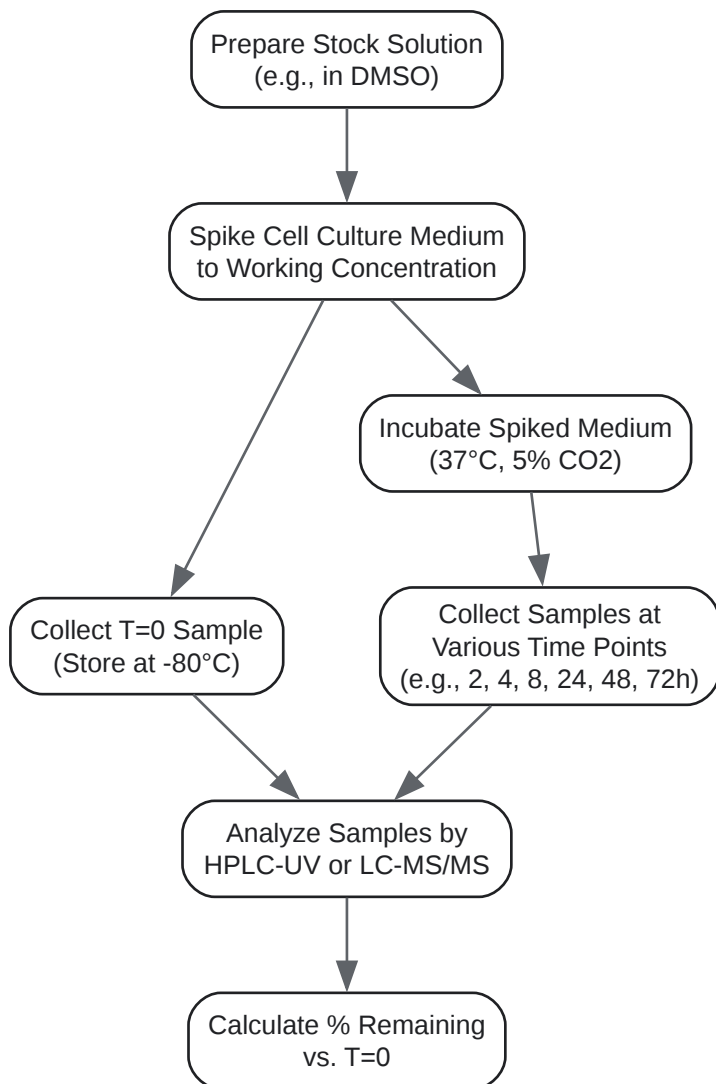 Prepare Stock Solution
(e.g., in DMSO)
Spike Cell Culture Medium
to Working Concentration
Incubate Spiked Medium
(37°C, 5% CO2)
Collect T=0 Sample
(Store at -80°C)
Collect Samples at
Various Time Points
(e.g., 2, 4, 8, 24, 48, 72h)
Analyze Samples by
HPLC-UV or LC-MS/MS
Calculate % Remaining
vs. T=0